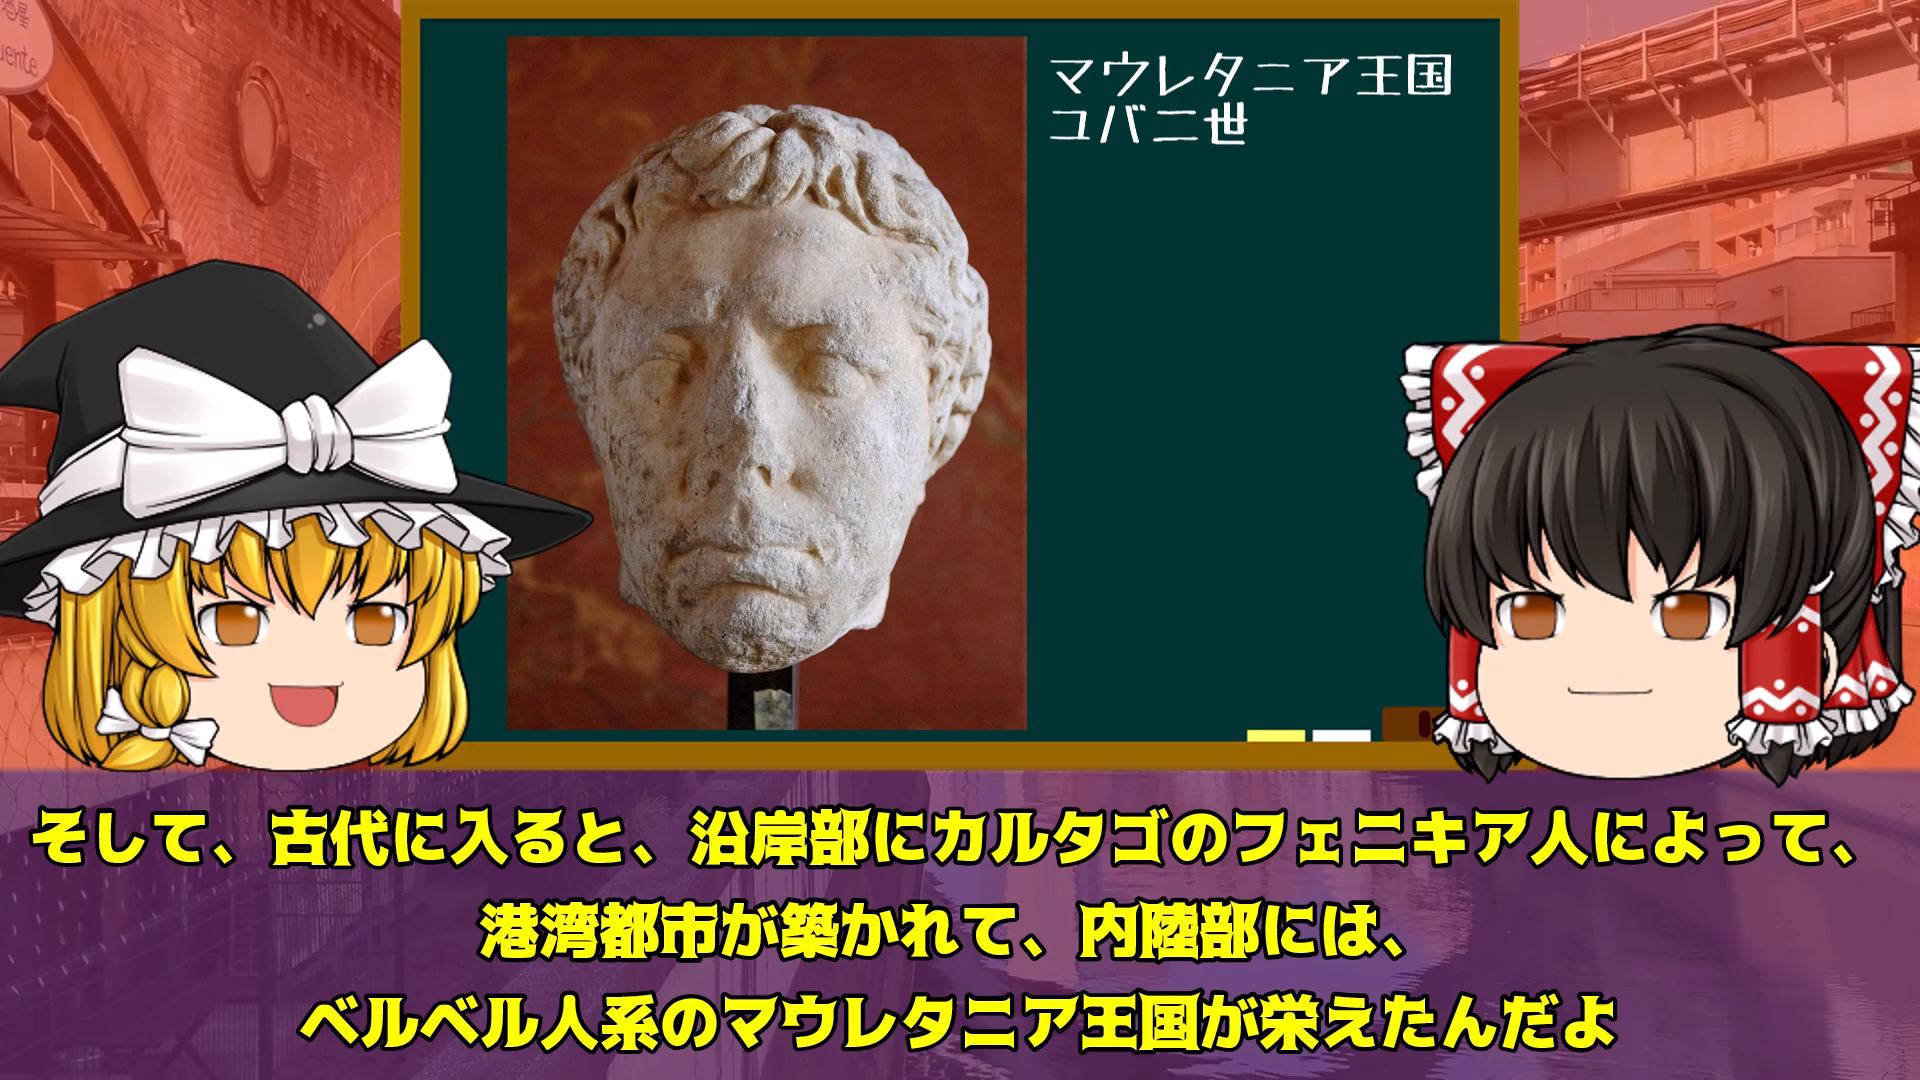 マウレタニア王国
ユバ二世
そして、古代に入ると、沿岸部にカルタゴのフェニキア人によって、
港湾都市が築かれて、内陸部には、
ベルベル人系のマウレタニア王国が栄えたんだよ